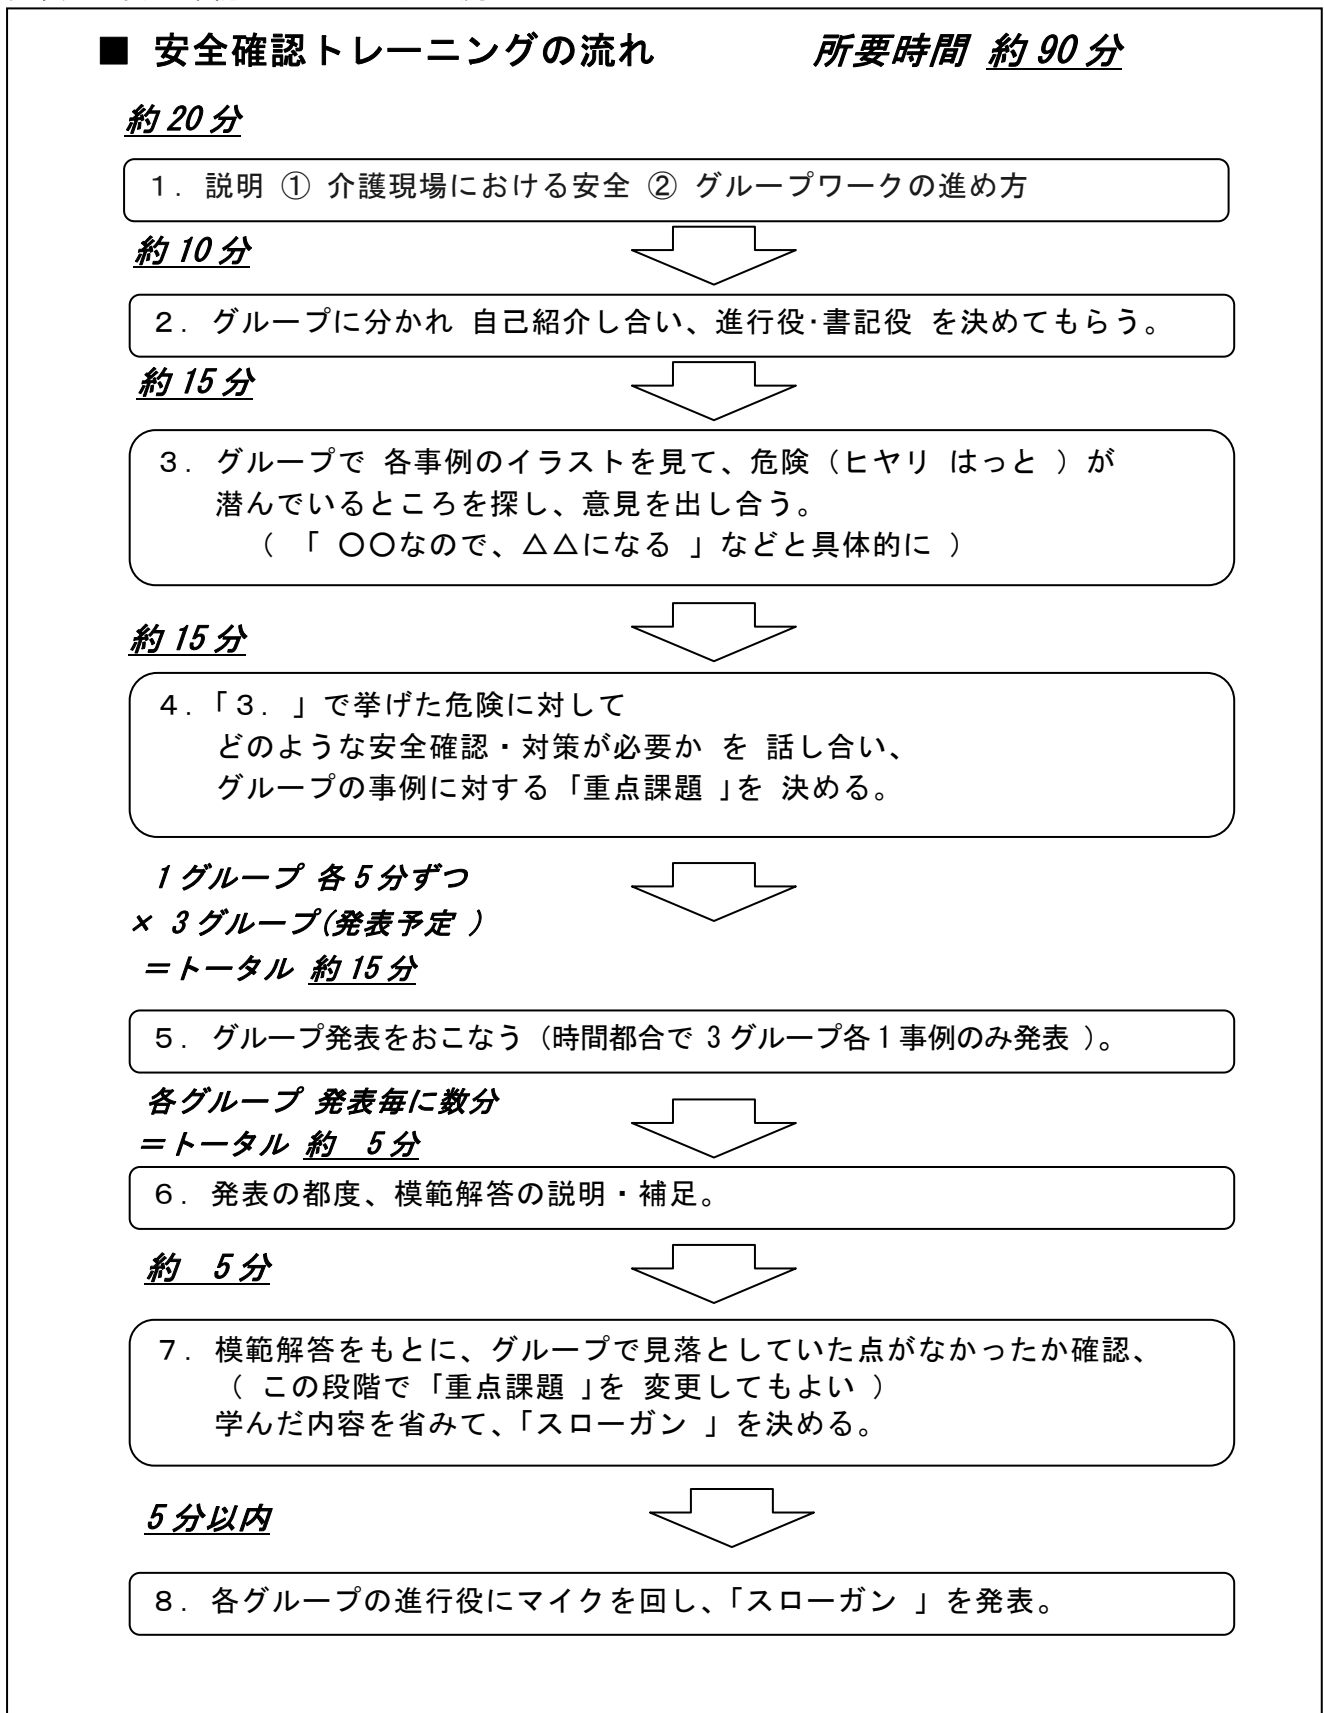 ■ 安全確認トレーニングの流れ 所要時間 約90分
約20分
１. 説明 ① 介護現場における安全 ② グループワークの進め方
約10分
２. グループに分かれ 自己紹介し合い、進行役･書記役 を決めてもらう。
約15分
３. グループで 各事例のイラストを見て、危険（ヒヤリ はっと ）が
潜んでいるところを探し、意見を出し合う。
（ 「 〇〇なので、△△になる 」などと具体的に ）
約15分
４.「３. 」で挙げた危険に対して
どのような安全確認・対策が必要か を 話し合い、
グループの事例に対する「重点課題 」を 決める。
1グループ 各5分ずつ
× 3グループ(発表予定 )
＝トータル 約15分
５. グループ発表をおこなう（時間都合で 3グループ各1事例のみ発表 ）。
各グループ 発表毎に数分
＝トータル 約 5分
６. 発表の都度、模範解答の説明・補足。
約 5分
７. 模範解答をもとに、グループで見落としていた点がなかったか確認、
（ この段階で「重点課題 」を 変更してもよい ）
学んだ内容を省みて、「スローガン 」を決める。
5分以内
８. 各グループの進行役にマイクを回し、「スローガン 」を発表。